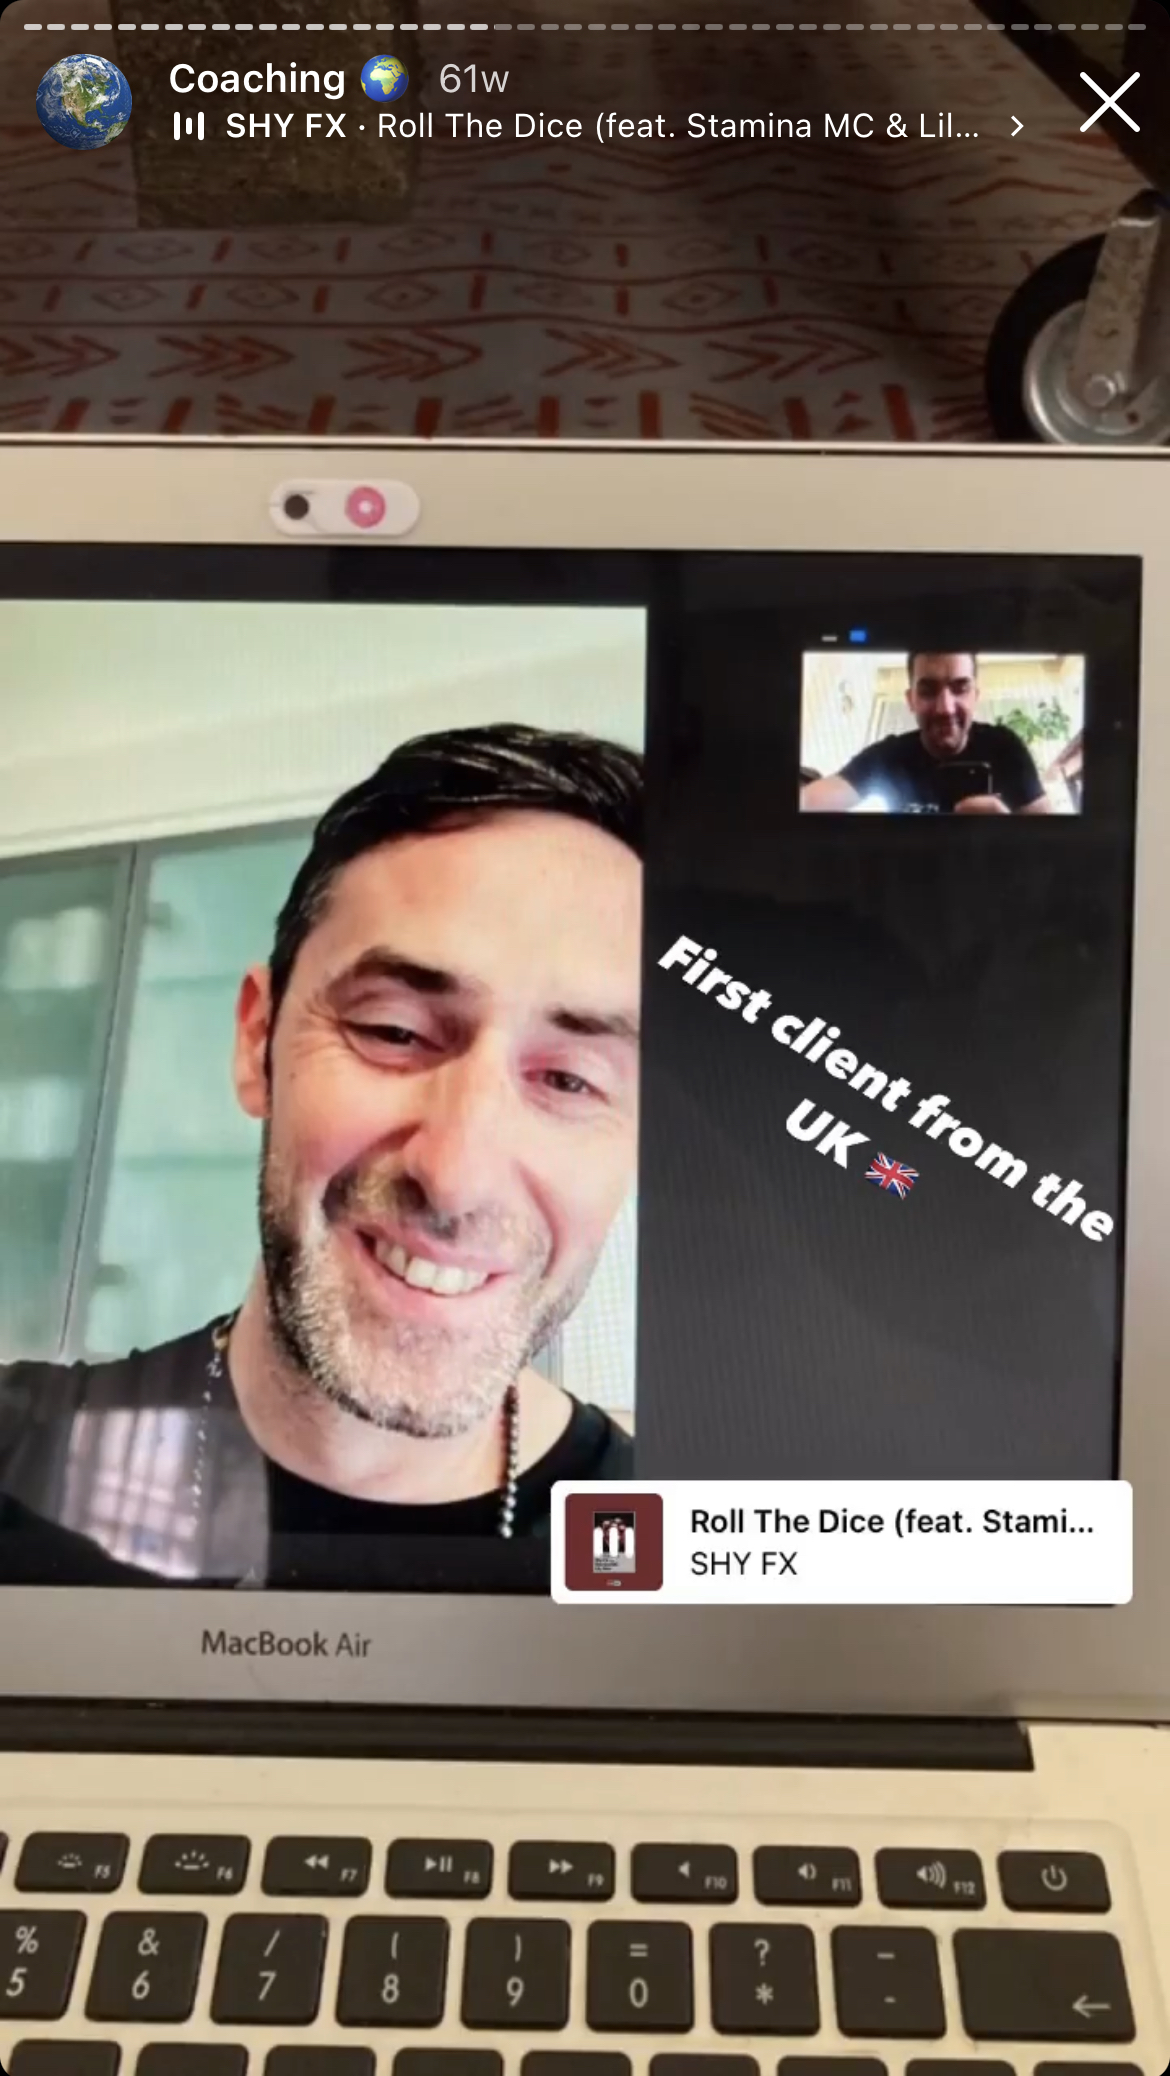 Coaching 🌍 61w
SHY FX · Roll The Dice (feat. Stamina MC & Lil...
First client from the
UK 🇬🇧
Roll The Dice (feat. Stami...
SHY FX
MacBook Air
F5 F6 F7 F8 F9 F10 F11 F12
% & / ( ) = ? _
5 6 7 8 9 0 * -